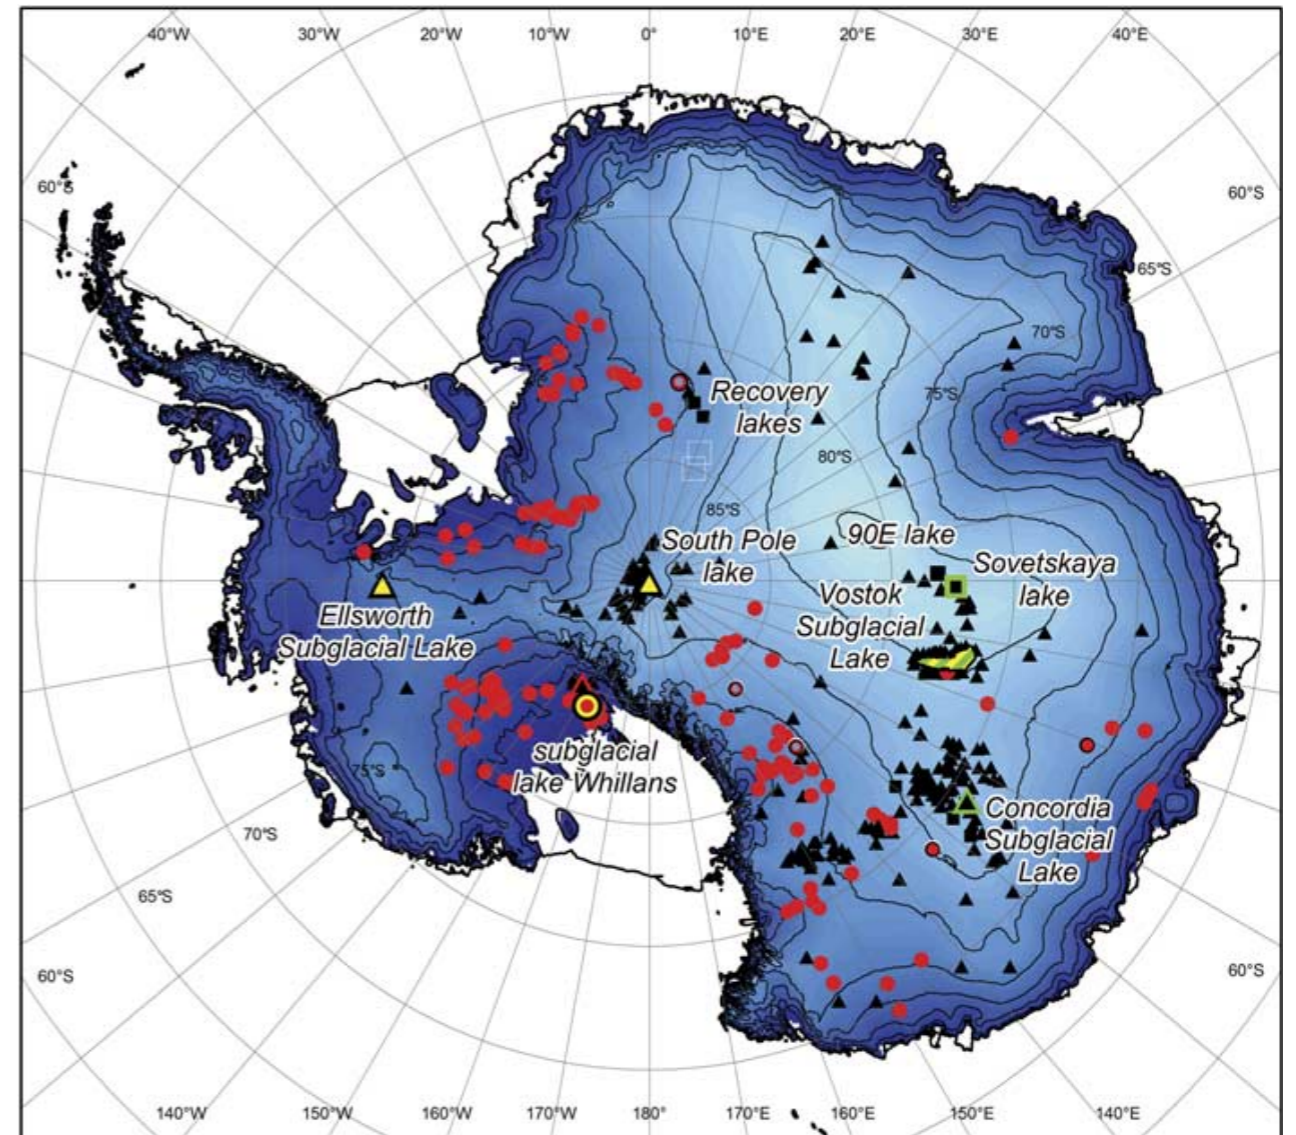 40°W 30°W 20°W 10°W 0° 10°E 20°E 30°E 40°E
60°S
60°S
65°S
70°S
75°S
Recovery
lakes
80°S
85°S
South Pole
lake
90E lake
Sovetskaya
lake
Vostok
Subglacial
Lake
Ellsworth
Subglacial Lake
subglacial
lake Whillans
75°S
Concordia
Subglacial
Lake
70°S
65°S
60°S
60°S
140°W 150°W 160°W 170°W 180° 170°E 160°E 150°E 140°E